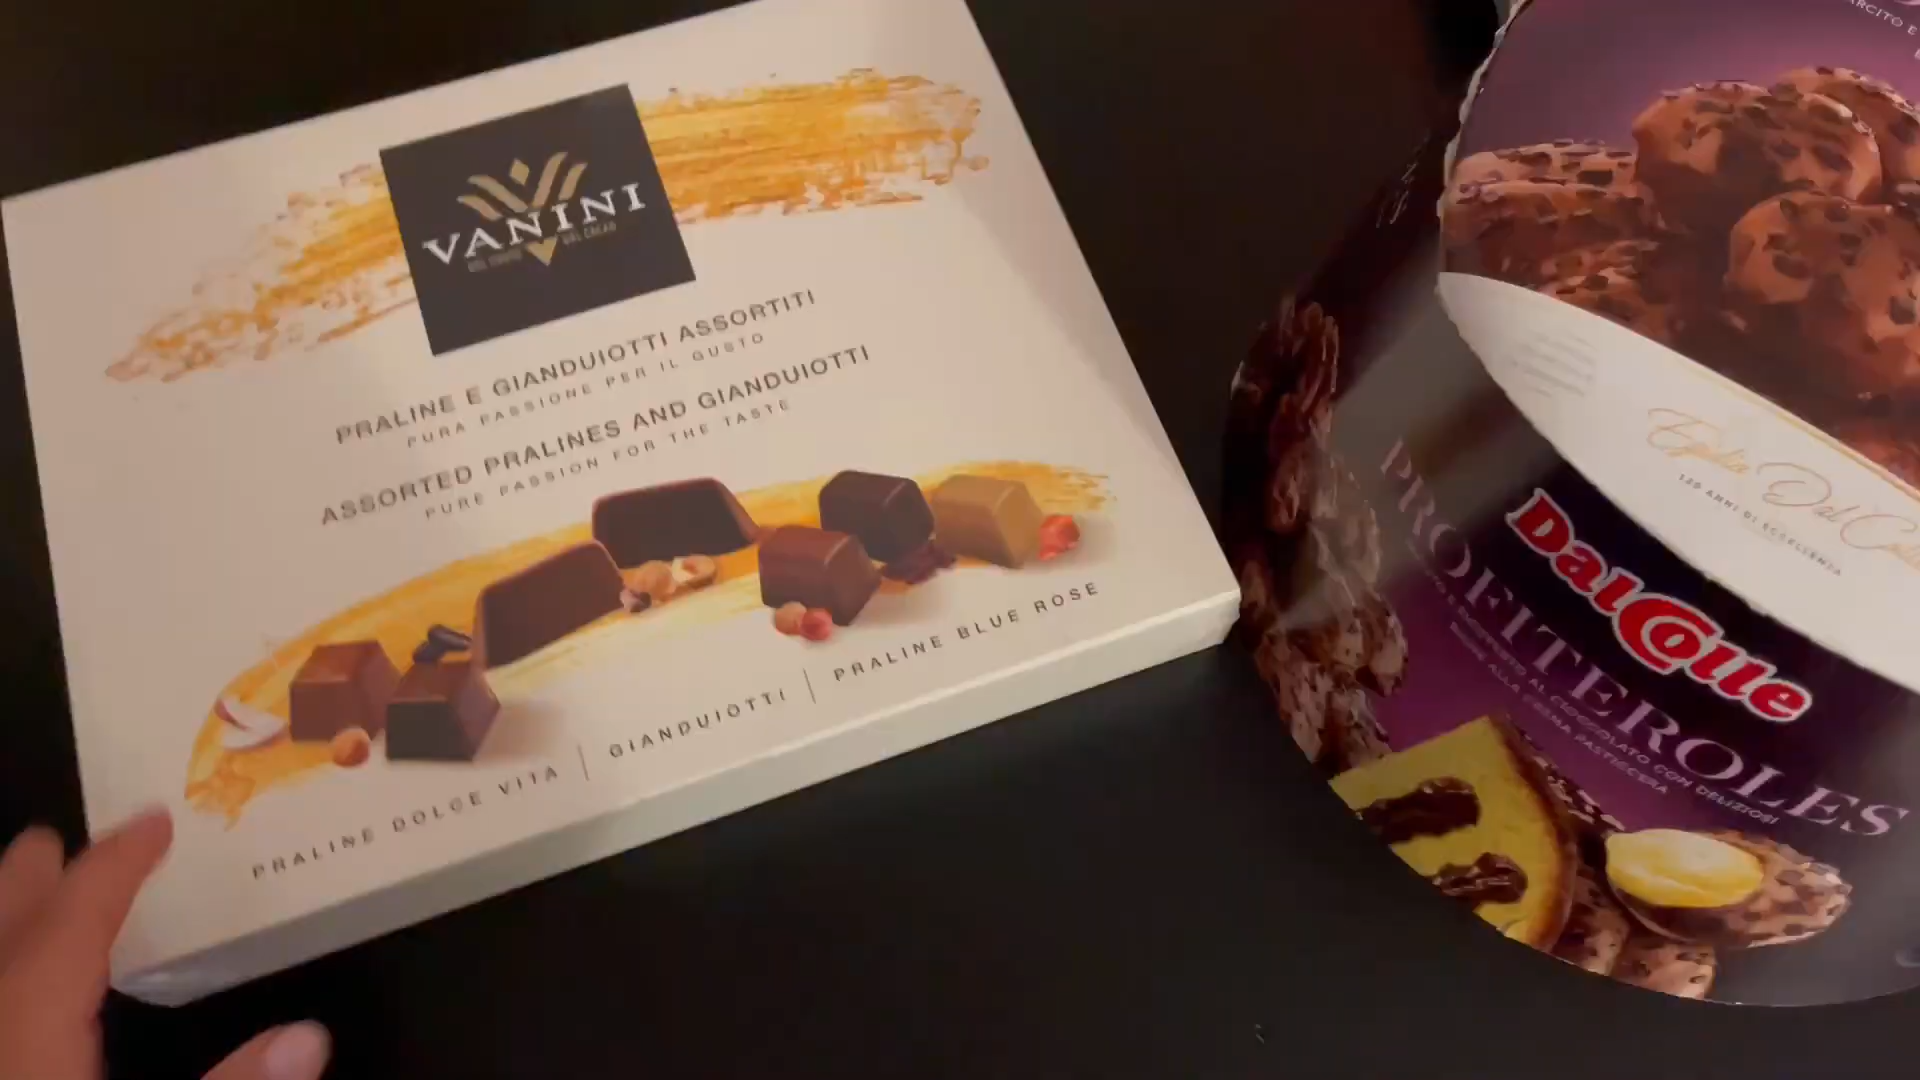 VANINI
PRALINE E GIANDUIOTTI ASSORTITI
PURA PASSIONE PER IL GUSTO
ASSORTED PRALINES AND GIANDUIOTTI
PURE PASSION FOR THE TASTE
PRALINE DOLCE VITA | GIANDUIOTTI | PRALINE BLUE ROSE
120 ANNI DI ECCELLENZA
DalColle
PROFITEROLES
RICOPERTO AL CIOCCOLATO CON DELIZIOSI
BIGNÈ ALLA CREMA PASTICCERA